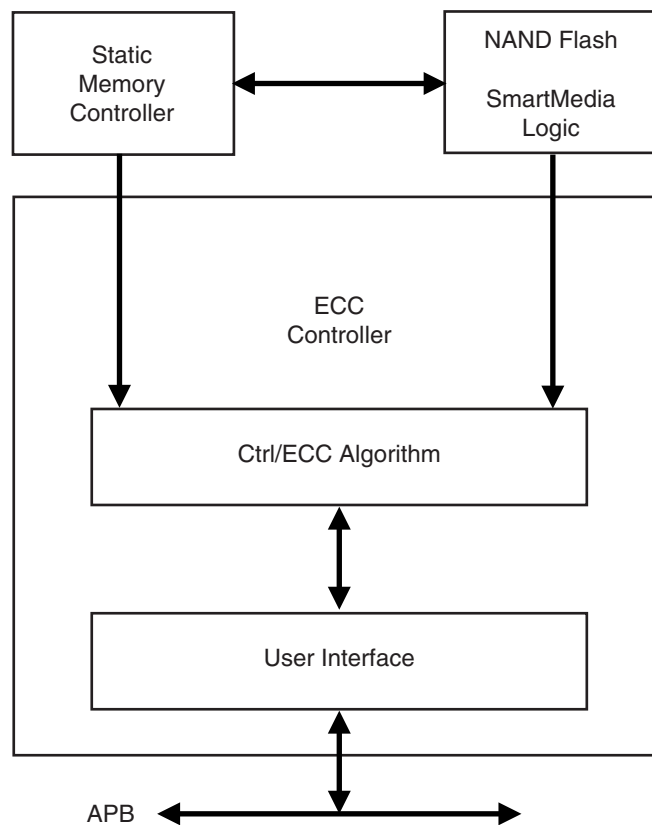 Static
Memory
Controller
NAND Flash
SmartMedia
Logic
ECC
Controller
Ctrl/ECC Algorithm
User Interface
APB